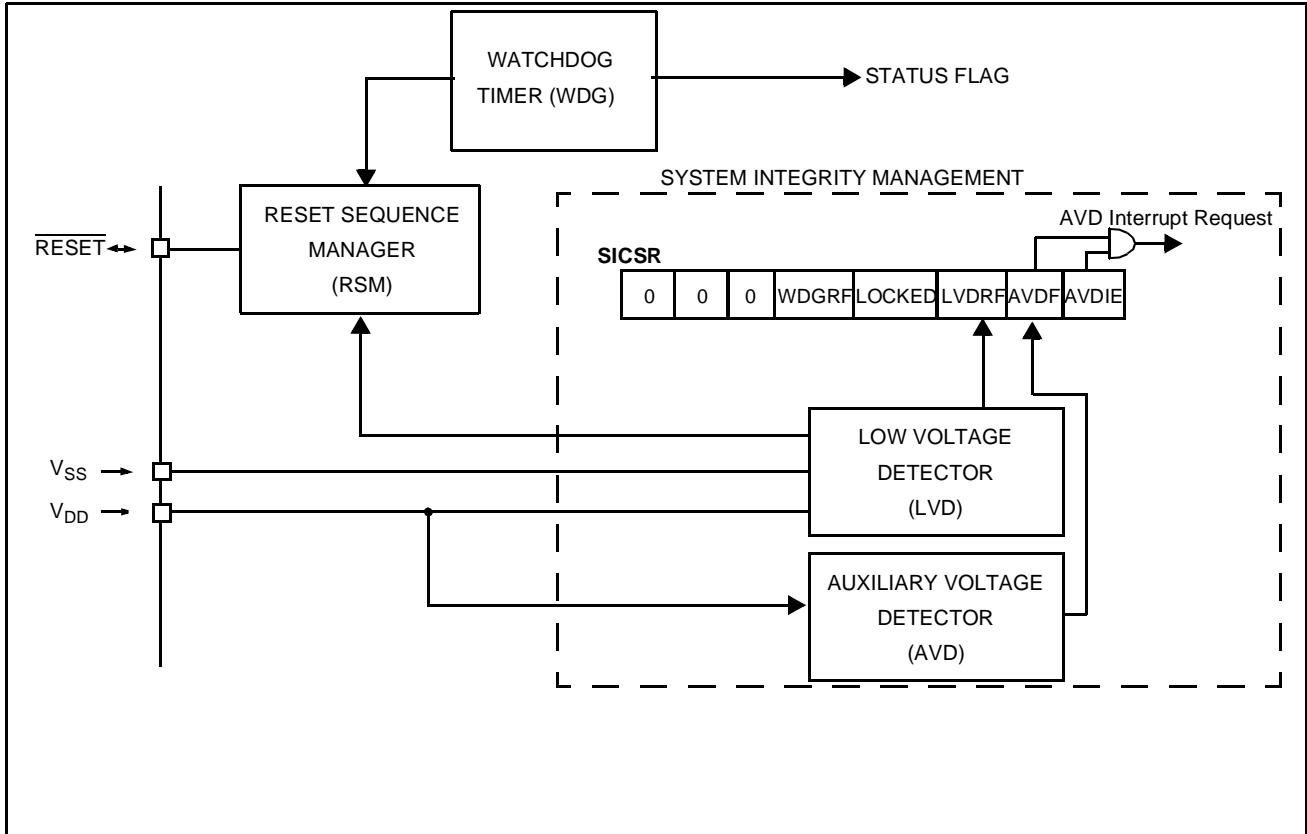 WATCHDOG
TIMER (WDG)
STATUS FLAG
SYSTEM INTEGRITY MANAGEMENT
RESET SEQUENCE
MANAGER
(RSM)
RESET
AVD Interrupt Request
SICSR
0 0 0 WDGRF LOCKED LVDRF AVDF AVDIE
LOW VOLTAGE
DETECTOR
(LVD)
VSS
VDD
AUXILIARY VOLTAGE
DETECTOR
(AVD)